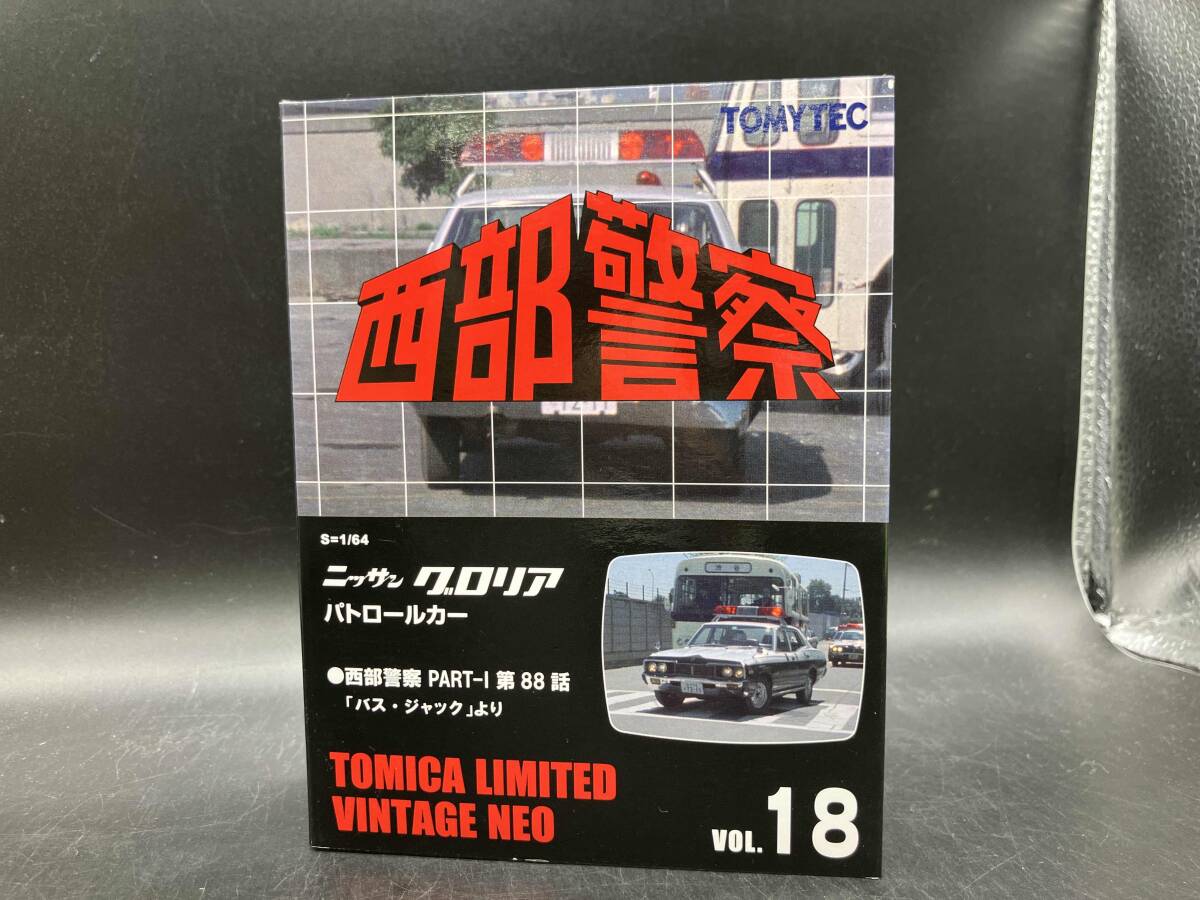 TOMYTEC
西部警察
S=1/64
ニッサン グロリア
パトロールカー
●西部警察 PART-I 第88話
「バス・ジャック」より
TOMICA LIMITED
VINTAGE NEO
VOL. 18